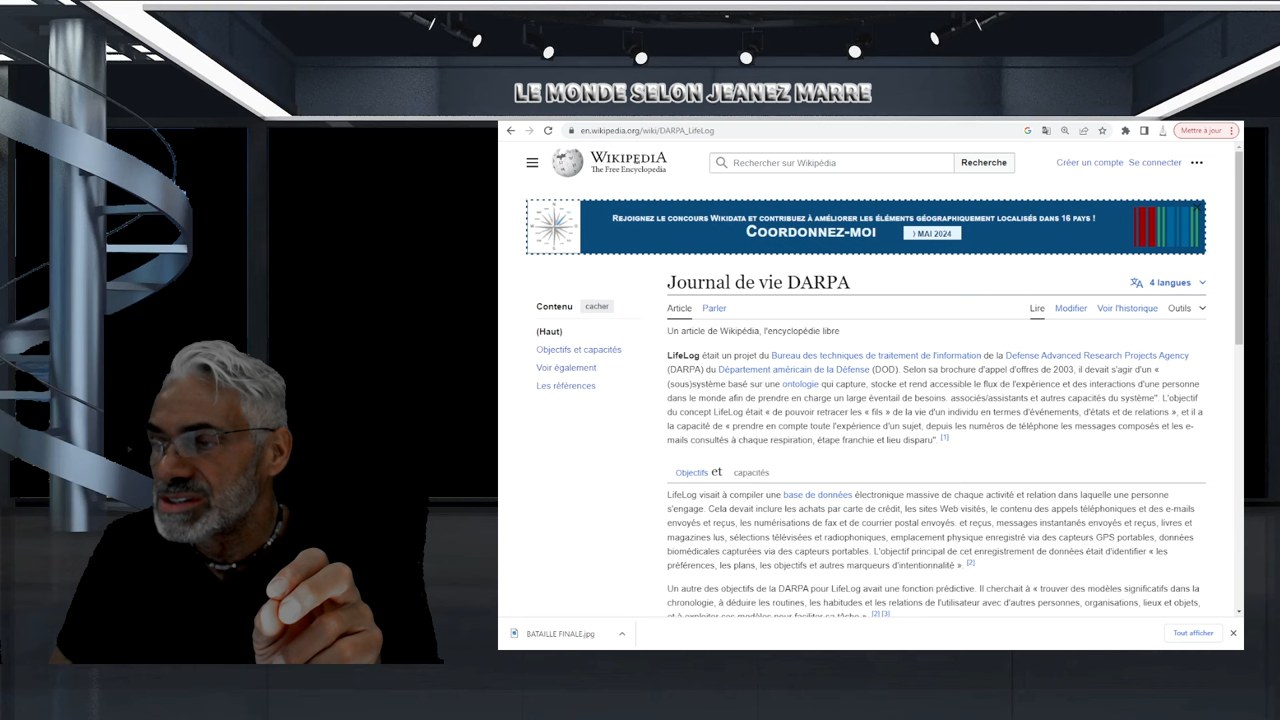 LE MONDE SELON JEANEZ MARRE
en.wikipedia.org/wiki/DARPA_LifeLog
Mettre à jour
WIKIPEDIA
The Free Encyclopedia
Rechercher sur Wikipédia
Recherche
Créer un compte Se connecter
REJOIGNEZ LE CONCOURS WIKIDATA ET CONTRIBUEZ À AMÉLIORER LES ÉLÉMENTS GÉOGRAPHIQUEMENT LOCALISÉS DANS 16 PAYS !
COORDONNEZ-MOI
) MAI 2024
Journal de vie DARPA
4 langues
Contenu cacher
(Haut)
Objectifs et capacités
Voir également
Les références
Article Parler
Lire Modifier Voir l'historique Outils
Un article de Wikipédia, l'encyclopédie libre
LifeLog était un projet du Bureau des techniques de traitement de l'information de la Defense Advanced Research Projects Agency
(DARPA) du Département américain de la Défense (DOD). Selon sa brochure d'appel d'offres de 2003, il devait s'agir d'un «
(sous)système basé sur une ontologie qui capture, stocke et rend accessible le flux de l'expérience et des interactions d'une personne
dans le monde afin de prendre en charge un large éventail de besoins. associés/assistants et autres capacités du système". L'objectif
du concept LifeLog était « de pouvoir retracer les « fils » de la vie d'un individu en termes d'événements, d'états et de relations », et il a
la capacité de « prendre en compte toute l'expérience d'un sujet, depuis les numéros de téléphone les messages composés et les e-
mails consultés à chaque respiration, étape franchie et lieu disparu". [1]
Objectifs et capacités
LifeLog visait à compiler une base de données électronique massive de chaque activité et relation dans laquelle une personne
s'engage. Cela devait inclure les achats par carte de crédit, les sites Web visités, le contenu des appels téléphoniques et des e-mails
envoyés et reçus, les numérisations de fax et de courrier postal envoyés. et reçus, messages instantanés envoyés et reçus, livres et
magazines lus, sélections télévisées et radiophoniques, emplacement physique enregistré via des capteurs GPS portables, données
biomédicales capturées via des capteurs portables. L'objectif principal de cet enregistrement de données était d'identifier « les
préférences, les plans, les objectifs et autres marqueurs d'intentionnalité ». [2]
Un autre des objectifs de la DARPA pour LifeLog avait une fonction prédictive. Il cherchait à « trouver des modèles significatifs dans la
chronologie, à déduire les routines, les habitudes et les relations de l'utilisateur avec d'autres personnes, organisations, lieux et objets,
et à exploiter ces modèles pour faciliter sa tâche ». [2] [3]
BATAILLE FINALE.jpg
Tout afficher